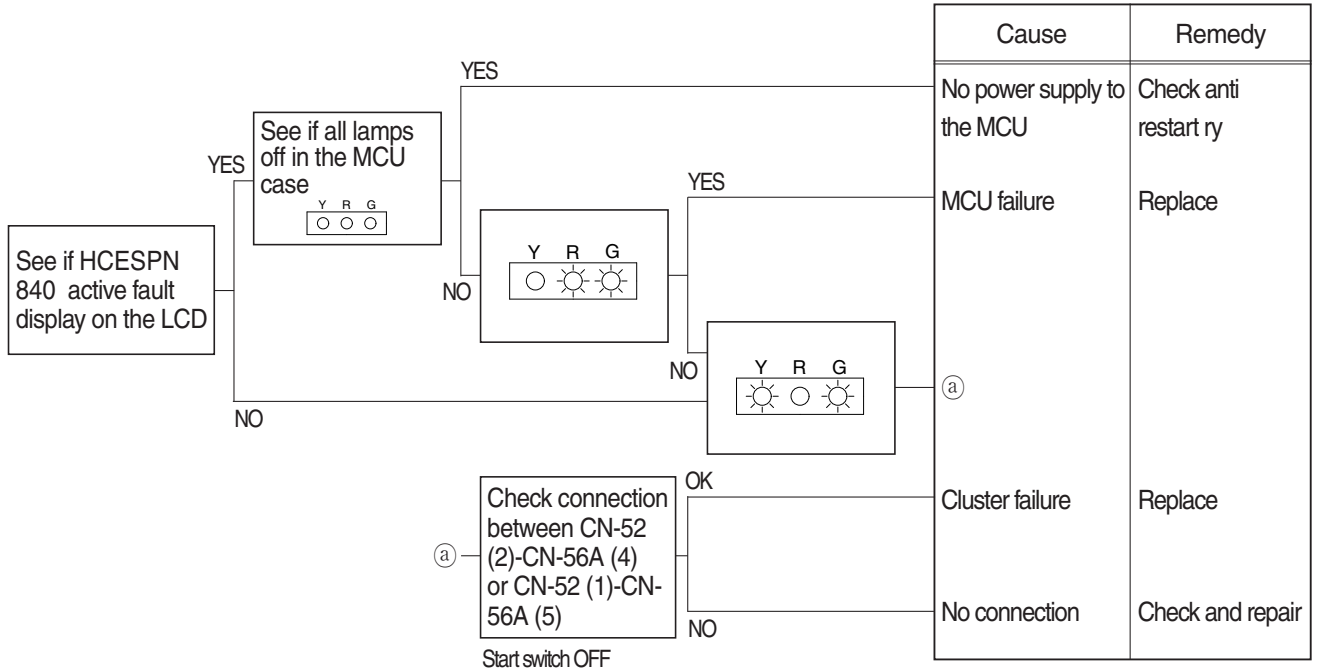 Cause
Remedy
YES
No power supply to
the MCU
Check anti
restart ry
See if all lamps
off in the MCU
case
Y R G
YES
YES
MCU failure
Replace
See if HCESPN
840 active fault
display on the LCD
Y R G
NO
NO
Y R G
ⓐ
NO
OK
Check connection
between CN-52
(2)-CN-56A (4)
or CN-52 (1)-CN-
56A (5)
ⓐ
Cluster failure
Replace
No connection
Check and repair
NO
Start switch OFF